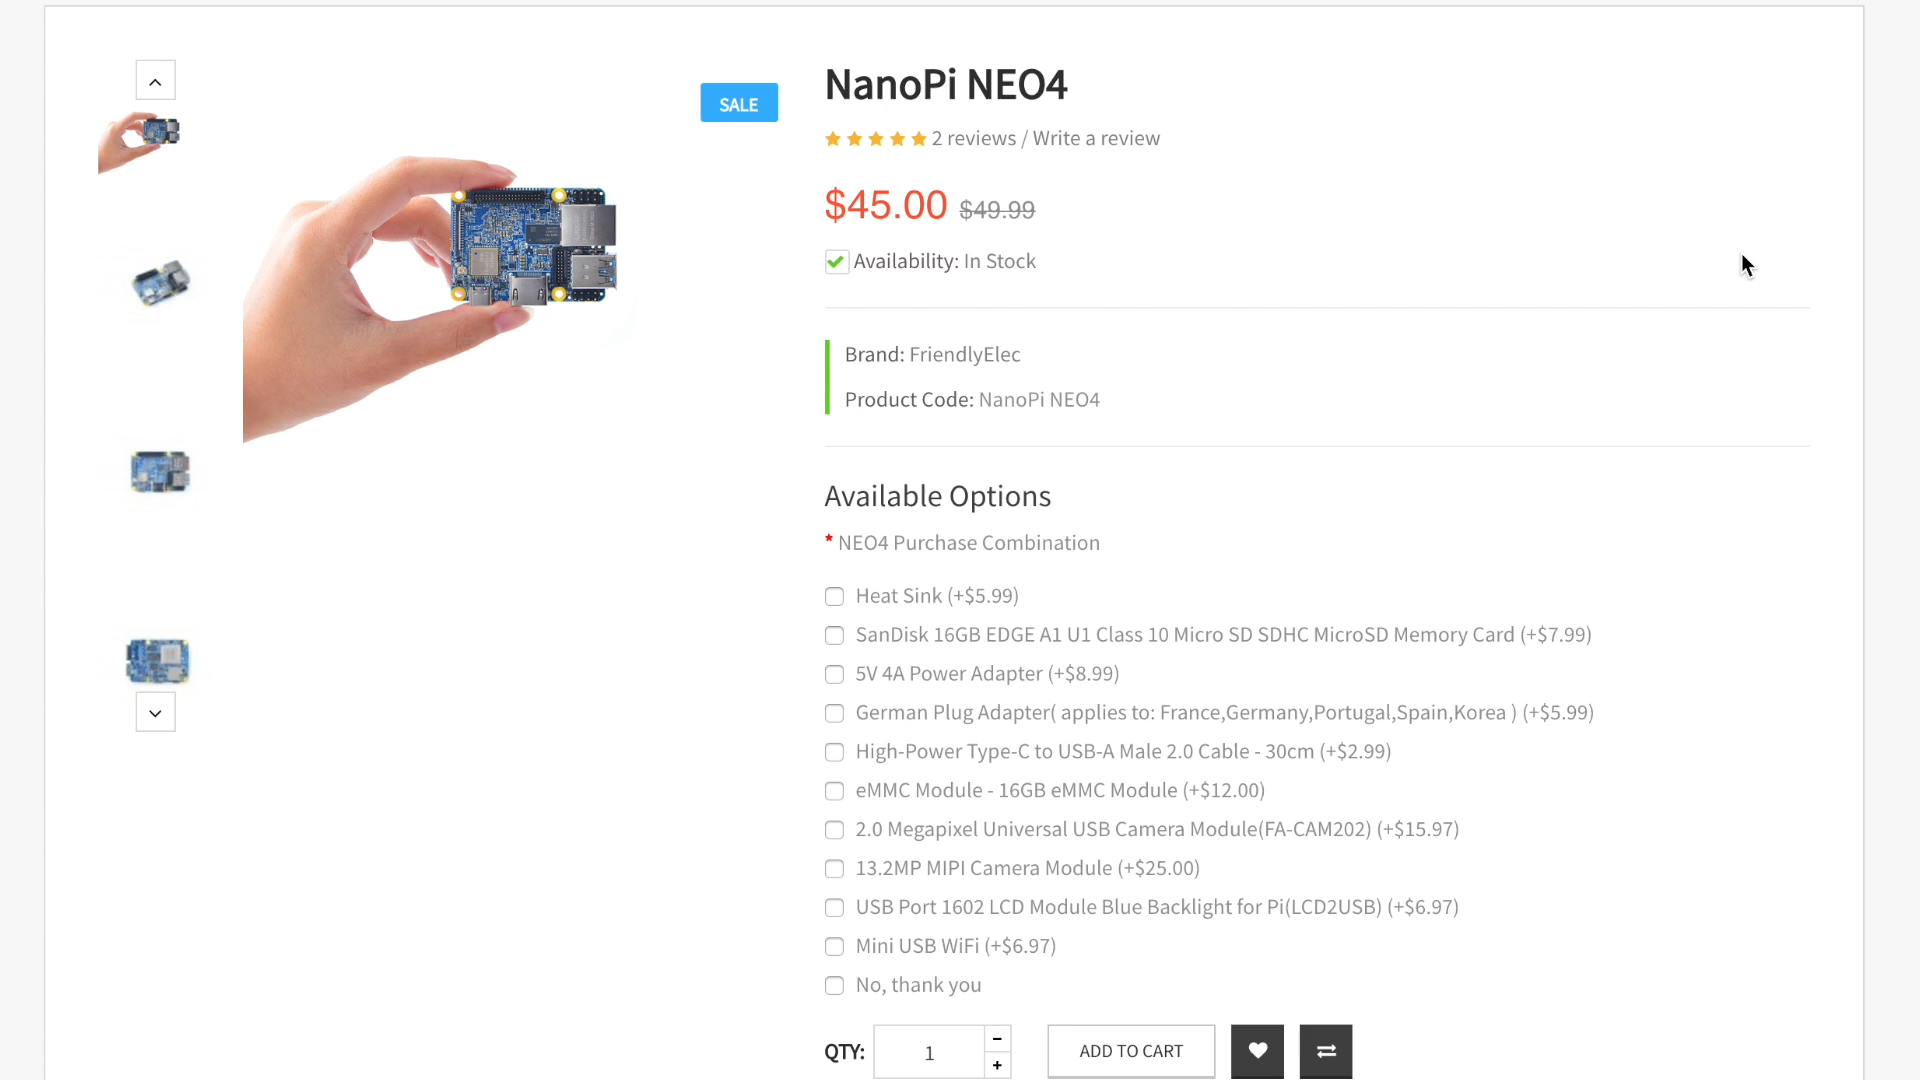 SALE
NanoPi NEO4
2 reviews / Write a review
$45.00 $49.99
Availability: In Stock
Brand: FriendlyElec
Product Code: NanoPi NEO4
Available Options
* NEO4 Purchase Combination
Heat Sink (+$5.99)
SanDisk 16GB EDGE A1 U1 Class 10 Micro SD SDHC MicroSD Memory Card (+$7.99)
5V 4A Power Adapter (+$8.99)
German Plug Adapter( applies to: France,Germany,Portugal,Spain,Korea ) (+$5.99)
High-Power Type-C to USB-A Male 2.0 Cable - 30cm (+$2.99)
eMMC Module - 16GB eMMC Module (+$12.00)
2.0 Megapixel Universal USB Camera Module(FA-CAM202) (+$15.97)
13.2MP MIPI Camera Module (+$25.00)
USB Port 1602 LCD Module Blue Backlight for Pi(LCD2USB) (+$6.97)
Mini USB WiFi (+$6.97)
No, thank you
QTY: 1 - + ADD TO CART